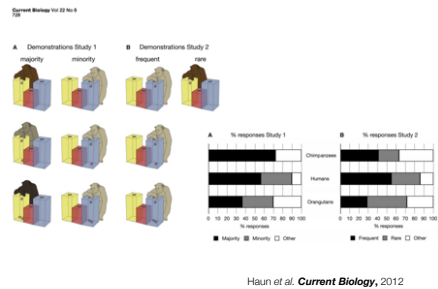 Current Biology Vol 22 No 8
728
A Demonstrations Study 1
majority minority
B Demonstrations Study 2
frequent rare
A % responses Study 1
B % responses Study 2
Chimpanzees
Humans
Orangutans
0 10 20 30 40 50 60 70 80 90 100
% responses
0 10 20 30 40 50 60 70 80 90 100
% responses
Majority Minority Other
Frequent Rare Other
Haun et al. Current Biology, 2012